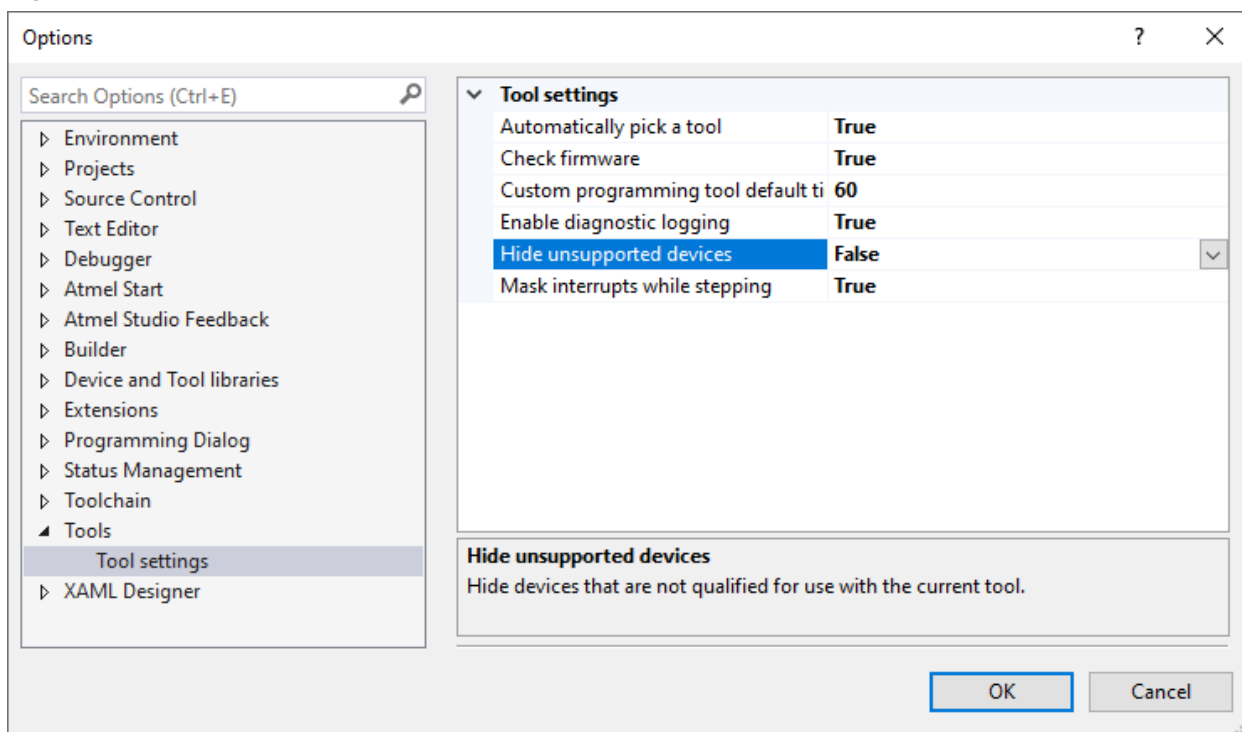 Options
?
Search Options (Ctrl+E)
Environment
Projects
Source Control
Text Editor
Debugger
Atmel Start
Atmel Studio Feedback
Builder
Device and Tool libraries
Extensions
Programming Dialog
Status Management
Toolchain
Tools
Tool settings
XAML Designer
Tool settings
Automatically pick a tool True
Check firmware True
Custom programming tool default ti 60
Enable diagnostic logging True
Hide unsupported devices False
Mask interrupts while stepping True
Hide unsupported devices
Hide devices that are not qualified for use with the current tool.
OK Cancel